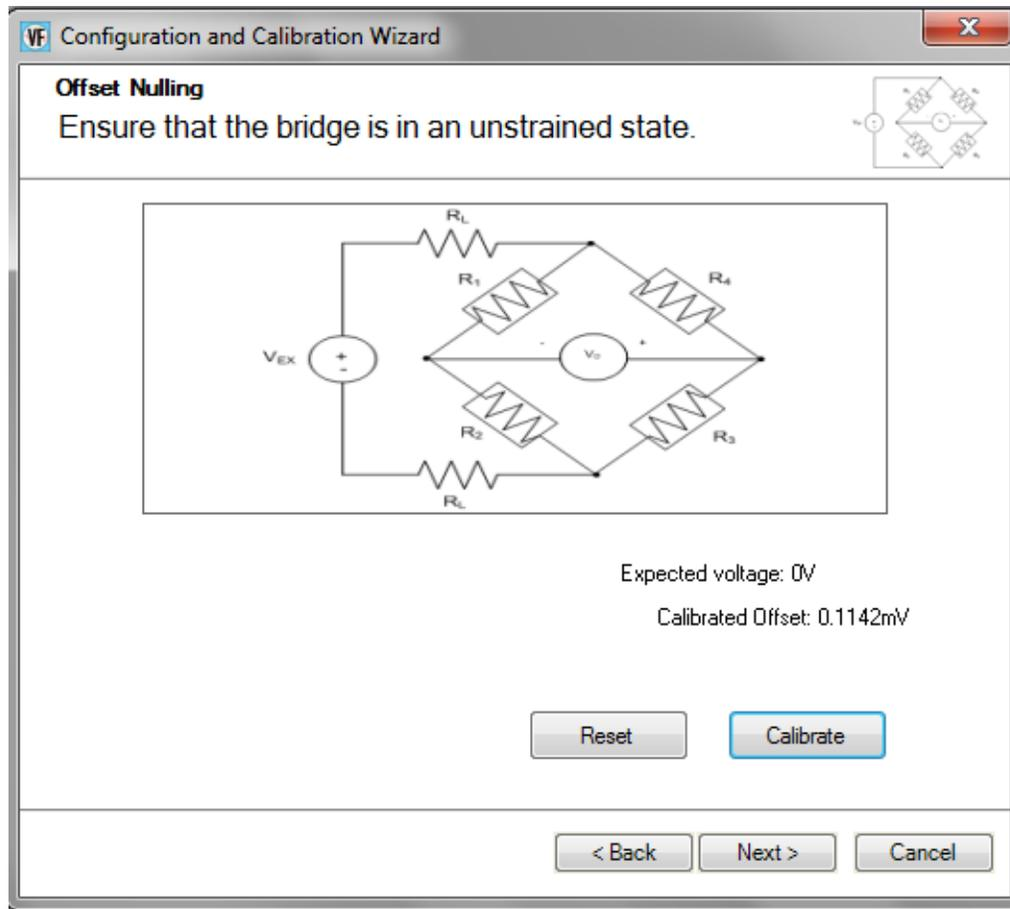 VF Configuration and Calibration Wizard
Offset Nulling
Ensure that the bridge is in an unstrained state.
RL
R1
R4
VEX
+
-
-
Vo
+
R2
R3
RL
Expected voltage: 0V
Calibrated Offset: 0.1142mV
Reset
Calibrate
< Back
Next >
Cancel